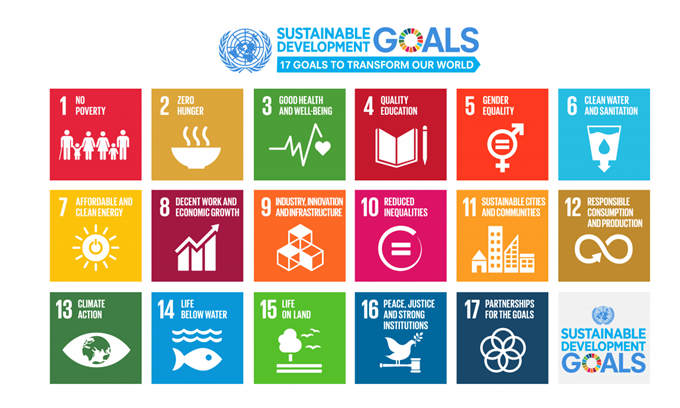 SUSTAINABLE
DEVELOPMENT
GOALS
17 GOALS TO TRANSFORM OUR WORLD
1 NO
POVERTY
2 ZERO
HUNGER
3 GOOD HEALTH
AND WELL-BEING
4 QUALITY
EDUCATION
5 GENDER
EQUALITY
6 CLEAN WATER
AND SANITATION
7 AFFORDABLE AND
CLEAN ENERGY
8 DECENT WORK AND
ECONOMIC GROWTH
9 INDUSTRY, INNOVATION
AND INFRASTRUCTURE
10 REDUCED
INEQUALITIES
11 SUSTAINABLE CITIES
AND COMMUNITIES
12 RESPONSIBLE
CONSUMPTION
AND PRODUCTION
13 CLIMATE
ACTION
14 LIFE
BELOW WATER
15 LIFE
ON LAND
16 PEACE, JUSTICE
AND STRONG
INSTITUTIONS
17 PARTNERSHIPS
FOR THE GOALS
SUSTAINABLE
DEVELOPMENT
GOALS